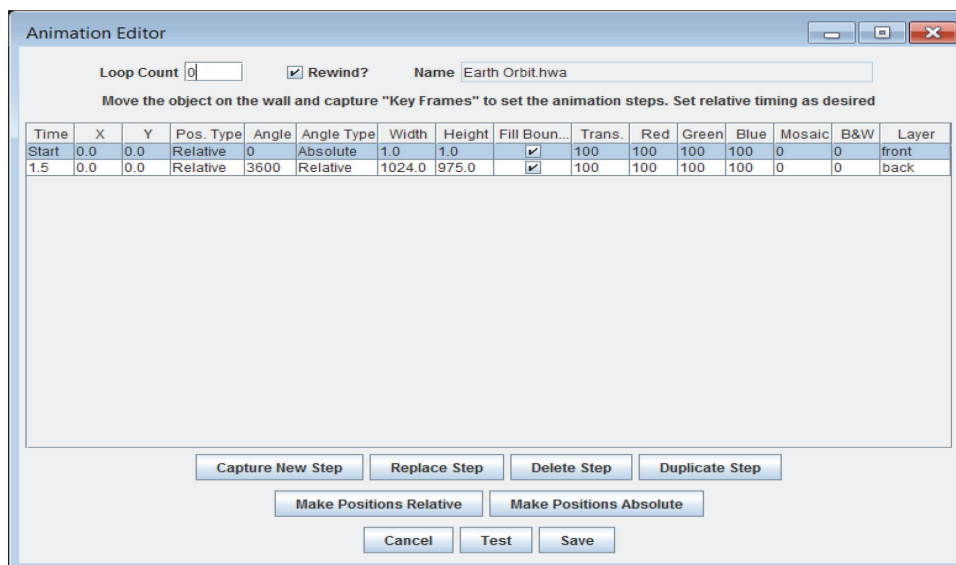 Animation Editor
Loop Count 0 Rewind? Name Earth Orbit.hwa
Move the object on the wall and capture "Key Frames" to set the animation steps. Set relative timing as desired
Time X Y Pos. Type Angle Angle Type Width Height Fill Boun... Trans. Red Green Blue Mosaic B&W Layer
Start 0.0 0.0 Relative 0 Absolute 1.0 1.0 100 100 100 100 0 0 front
1.5 0.0 0.0 Relative 3600 Relative 1024.0 975.0 100 100 100 100 0 0 back
Capture New Step Replace Step Delete Step Duplicate Step
Make Positions Relative Make Positions Absolute
Cancel Test Save